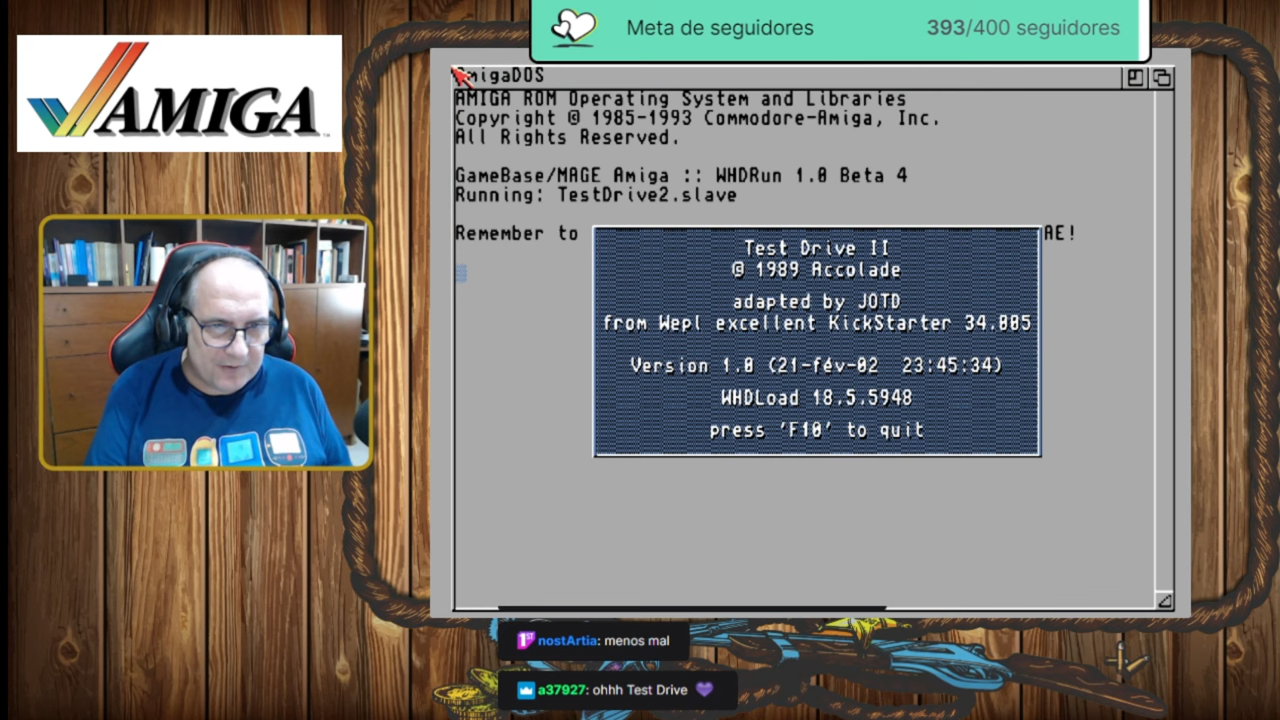 Meta de seguidores
393/400 seguidores
AMIGA
AmigaDOS
AMIGA ROM Operating System and Libraries
Copyright © 1985-1993 Commodore-Amiga, Inc.
All Rights Reserved.
GameBase/MAGE Amiga :: WHDRun 1.0 Beta 4
Running: TestDrive2.slave
Remember to
AE!
Test Drive II
© 1989 Accolade
adapted by JOTD
from Wepl excellent KickStarter 34.005
Version 1.0 (21-fév-02 23:45:34)
WHDLoad 18.5.5948
press 'F10' to quit
1ST nostArtia: menos mal
a37927: ohhh Test Drive 💜